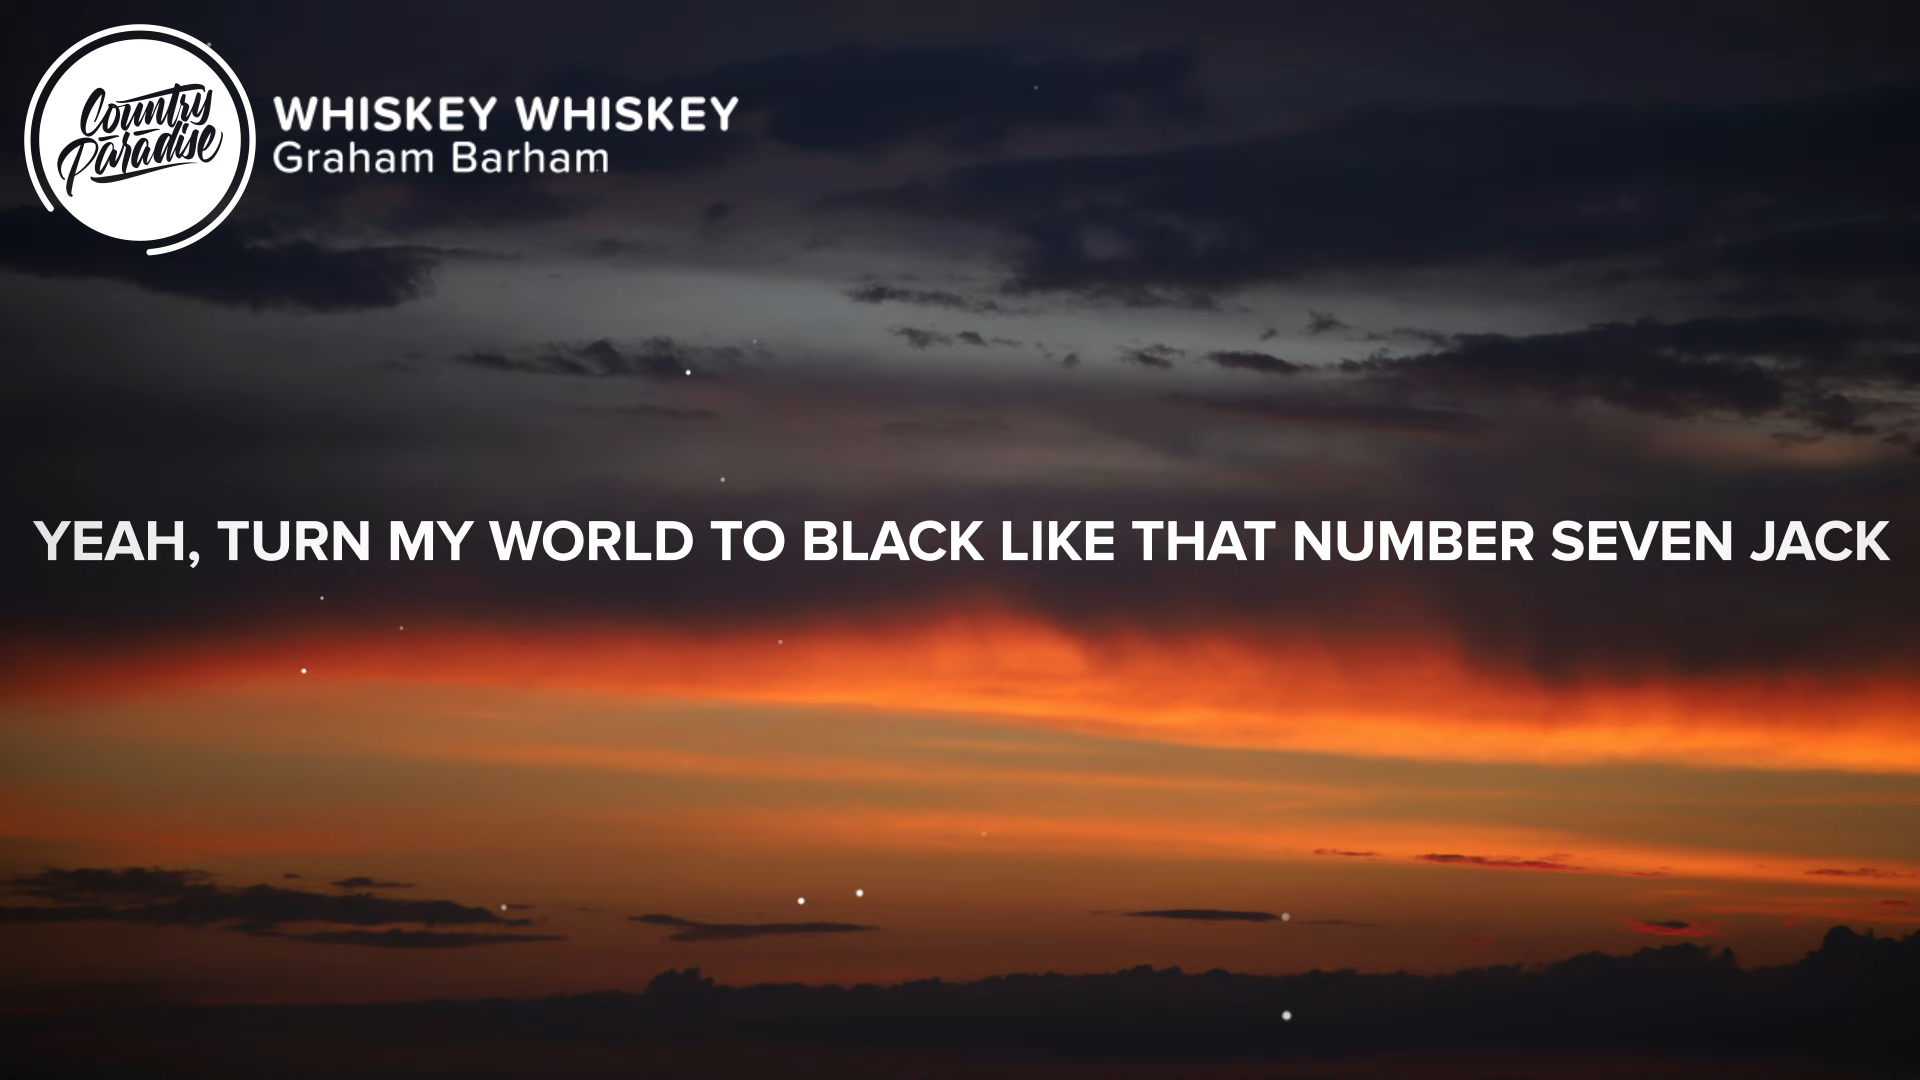 Country
Paradise
WHISKEY WHISKEY
Graham Barham
YEAH, TURN MY WORLD TO BLACK LIKE THAT NUMBER SEVEN JACK